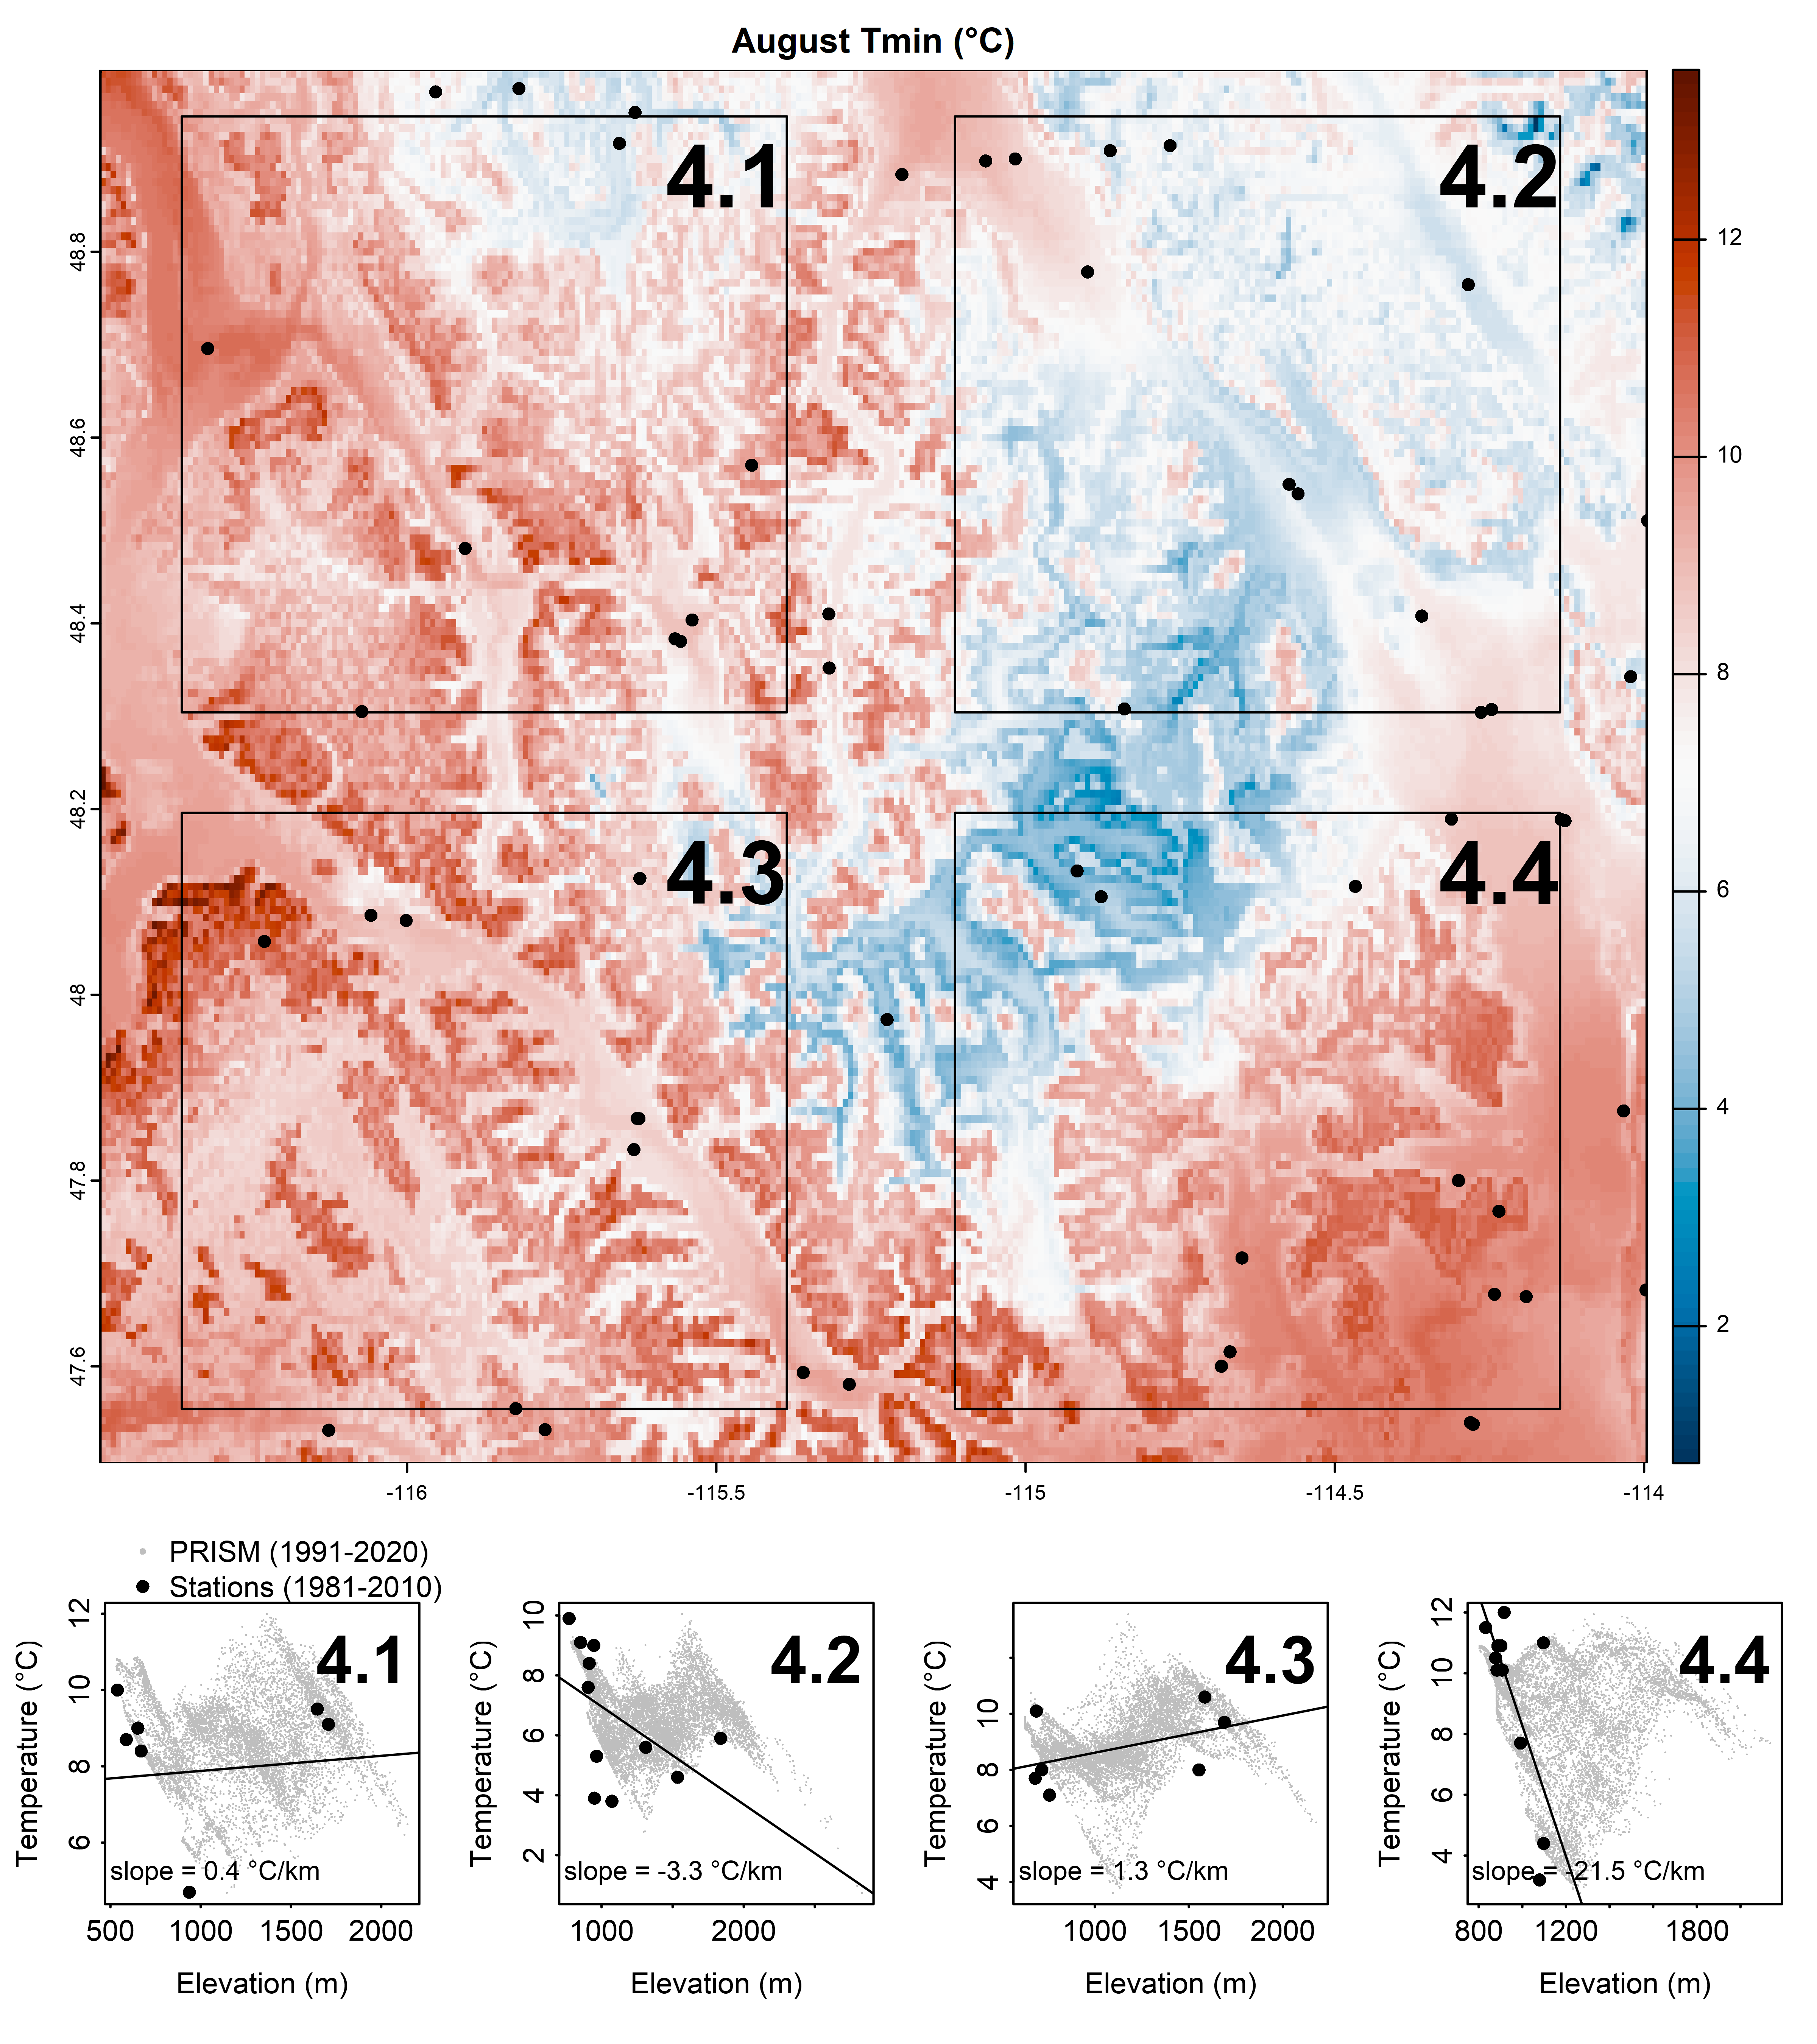 August Tmin (°C)
4.1
4.2
4.3
4.4
48.8
48.6
48.4
48.2
48
47.8
47.6
-116
-115.5
-115
-114.5
-114
12
10
8
6
4
2
PRISM (1991-2020)
Stations (1981-2010)
Temperature (°C)
12
10
8
6
4.1
slope = 0.4 °C/km
500 1000 1500 2000
Elevation (m)
Temperature (°C)
10
8
6
4
2
4.2
slope = -3.3 °C/km
1000 2000
Elevation (m)
Temperature (°C)
10
8
6
4
4.3
slope = 1.3 °C/km
1000 1500 2000
Elevation (m)
Temperature (°C)
12
10
8
6
4
4.4
slope = -21.5 °C/km
800 1200 1800
Elevation (m)